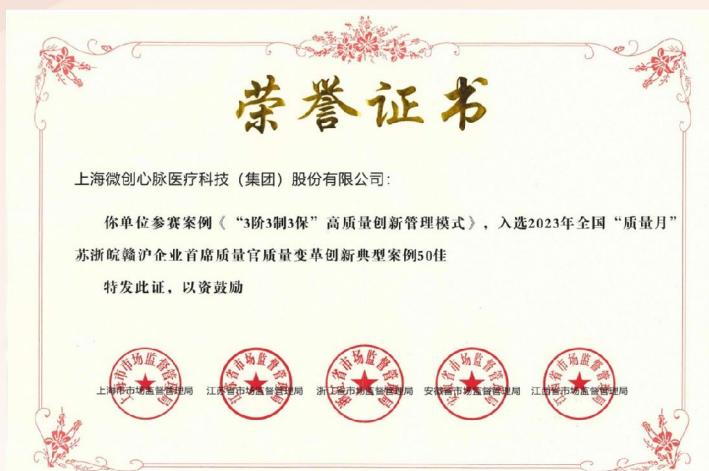 荣誉证书
上海微创心脉医疗科技（集团）股份有限公司：
你单位参赛案例《“3阶3制3保”高质量创新管理模式》，入选2023年全国“质量月”
苏浙皖赣沪企业首席质量官质量变革创新典型案例50佳
特发此证，以资鼓励
上海市市场监督管理局 江苏省市场监督管理局 浙江省市场监督管理局 安徽省市场监督管理局 江西省市场监督管理局